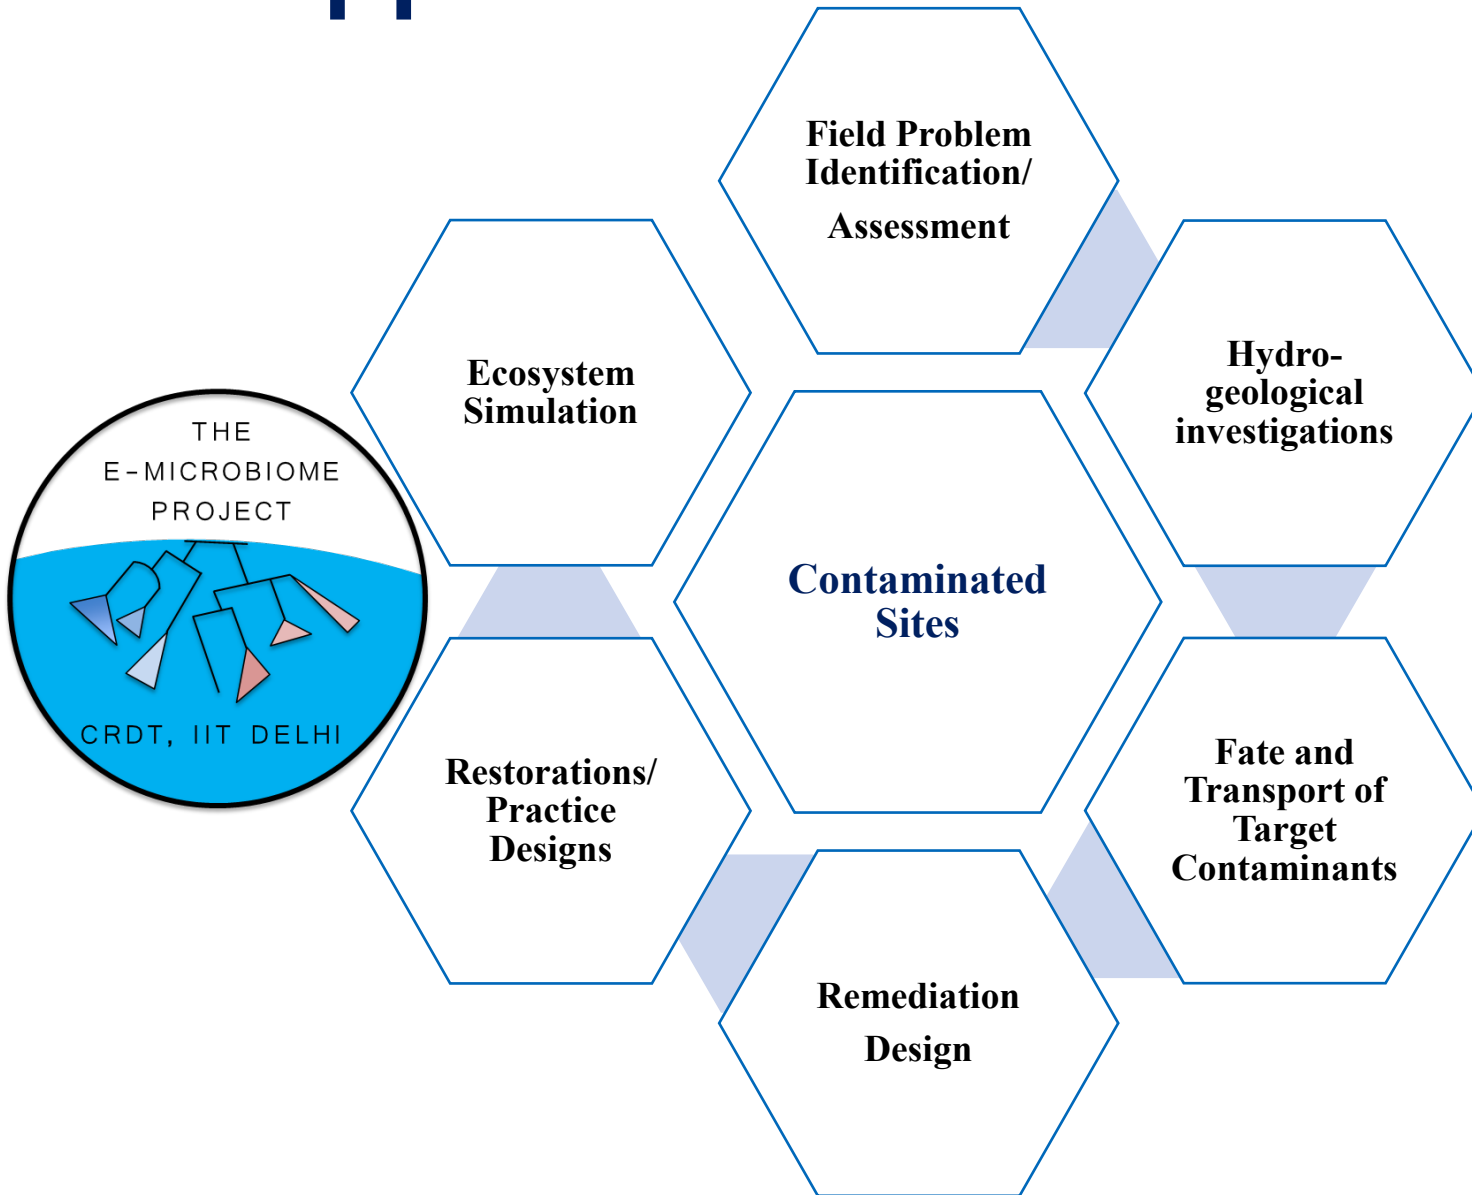 Field Problem
Identification/
Assessment
Hydro-
geological
investigations
Ecosystem
Simulation
THE
E-MICROBIOME
PROJECT
CRDT, IIT DELHI
Contaminated
Sites
Fate and
Transport of
Target
Contaminants
Restorations/
Practice
Designs
Remediation
Design